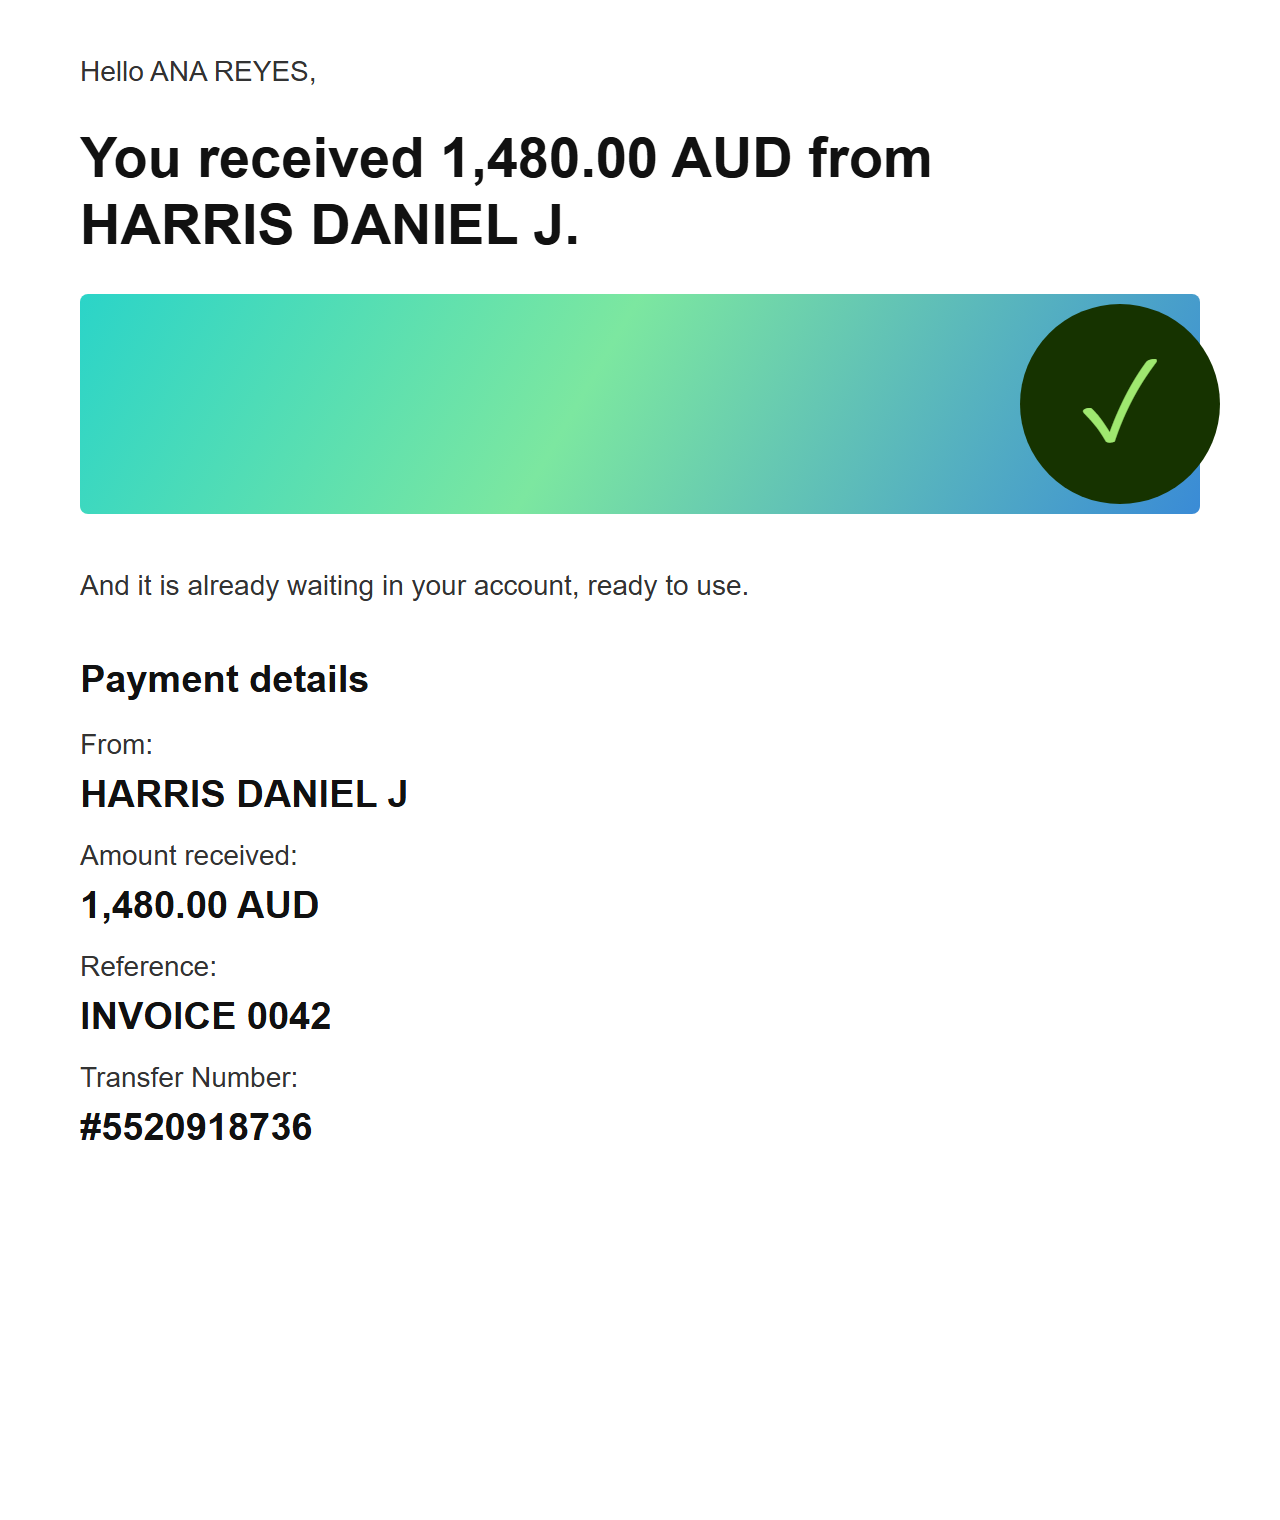 Hello ANA REYES,
You received 1,480.00 AUD from
HARRIS DANIEL J.
And it is already waiting in your account, ready to use.
Payment details
From:
HARRIS DANIEL J
Amount received:
1,480.00 AUD
Reference:
INVOICE 0042
Transfer Number:
#5520918736